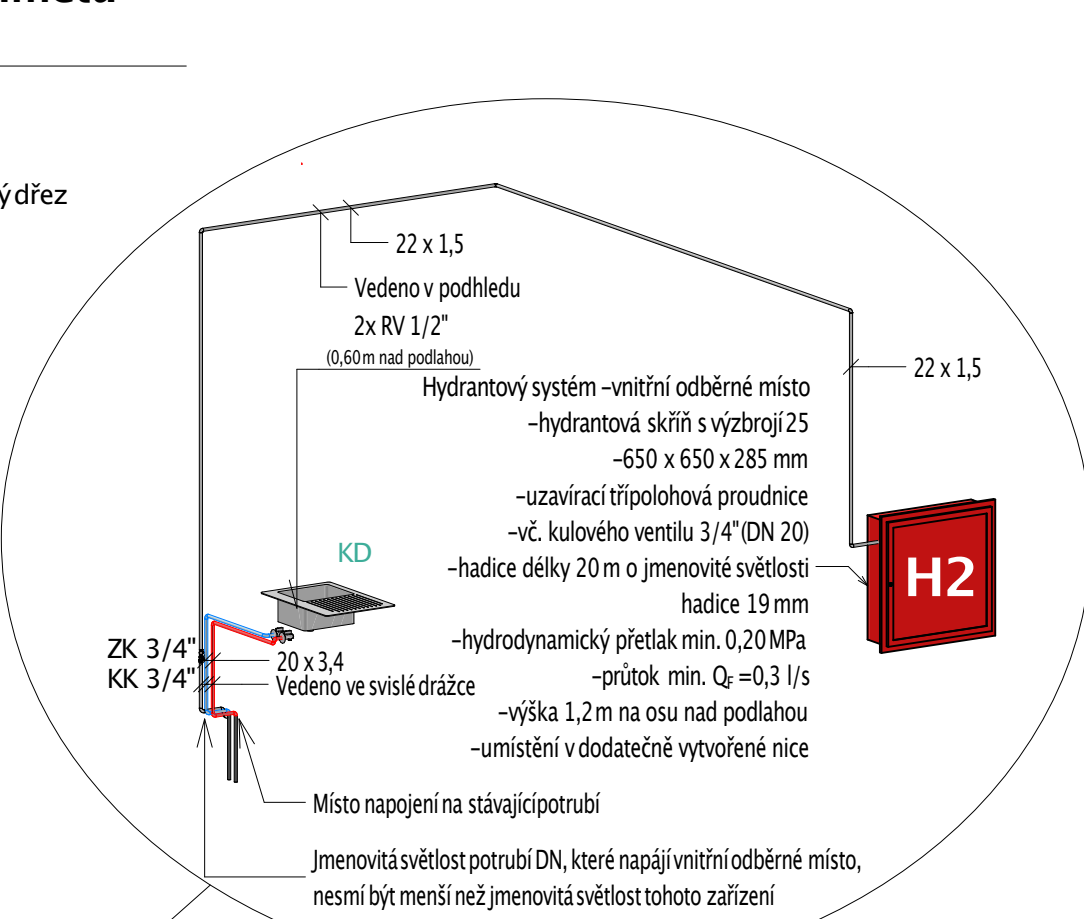 ý dřez
22 x 1,5
Vedeno v podhledu
2x RV 1/2"
(0,60 m nad podlahou)
22 x 1,5
Hydrantový systém –vnitřní odběrné místo
–hydrantová skříň s výzbrojí 25
–650 x 650 x 285 mm
–uzavírací třípolohová proudnice
–vč. kulového ventilu 3/4" (DN 20)
–hadice délky 20 m o jmenovité světlosti
hadice 19 mm
–hydrodynamický přetlak min. 0,20 MPa
–průtok min. QF =0,3 l/s
–výška 1,2 m na osu nad podlahou
–umístění v dodatečně vytvořené nice
H2
KD
ZK 3/4"
KK 3/4"
20 x 3,4
Vedeno ve svislé drážce
Místo napojení na stávající potrubí
Jmenovitá světlost potrubí DN, které napájí vnitřní odběrné místo,
nesmí být menší než jmenovitá světlost tohoto zařízení